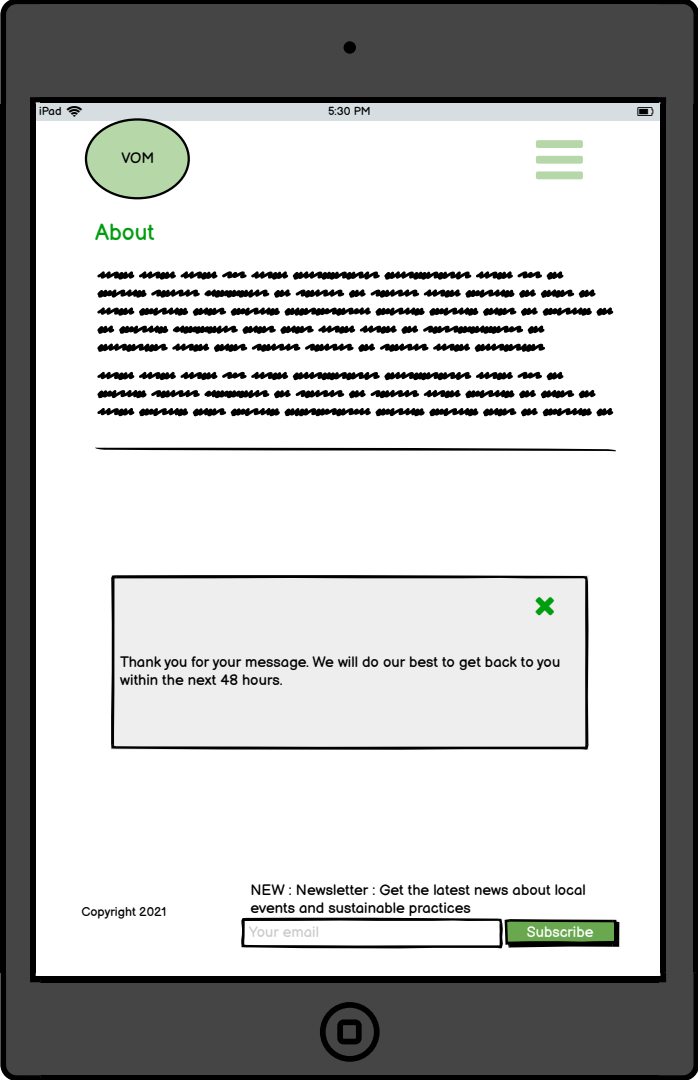 iPad 5:30 PM
VOM
About
Thank you for your message. We will do our best to get back to you
within the next 48 hours.
NEW : Newsletter : Get the latest news about local
events and sustainable practices
Copyright 2021
Your email Subscribe